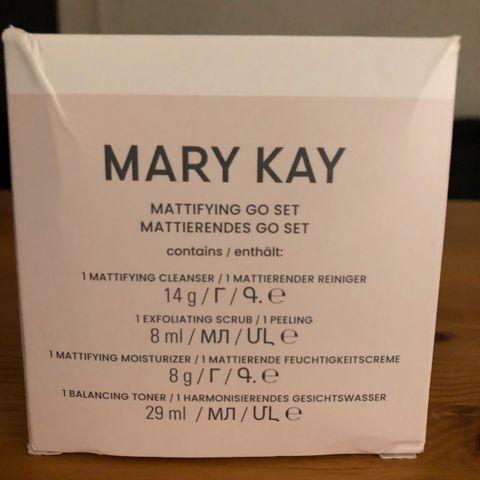 MARY KAY
MATTIFYING GO SET
MATTIERENDES GO SET
contains / enthält:
1 MATTIFYING CLEANSER / 1 MATTIERENDER REINIGER
14 g / Г / Գ. ℮
1 EXFOLIATING SCRUB / 1 PEELING
8 ml / МЛ / ՄԼ ℮
1 MATTIFYING MOISTURIZER / 1 MATTIERENDE FEUCHTIGKEITSCREME
8 g / Г / Գ. ℮
1 BALANCING TONER / 1 HARMONISIERENDES GESICHTSWASSER
29 ml / МЛ / ՄԼ ℮